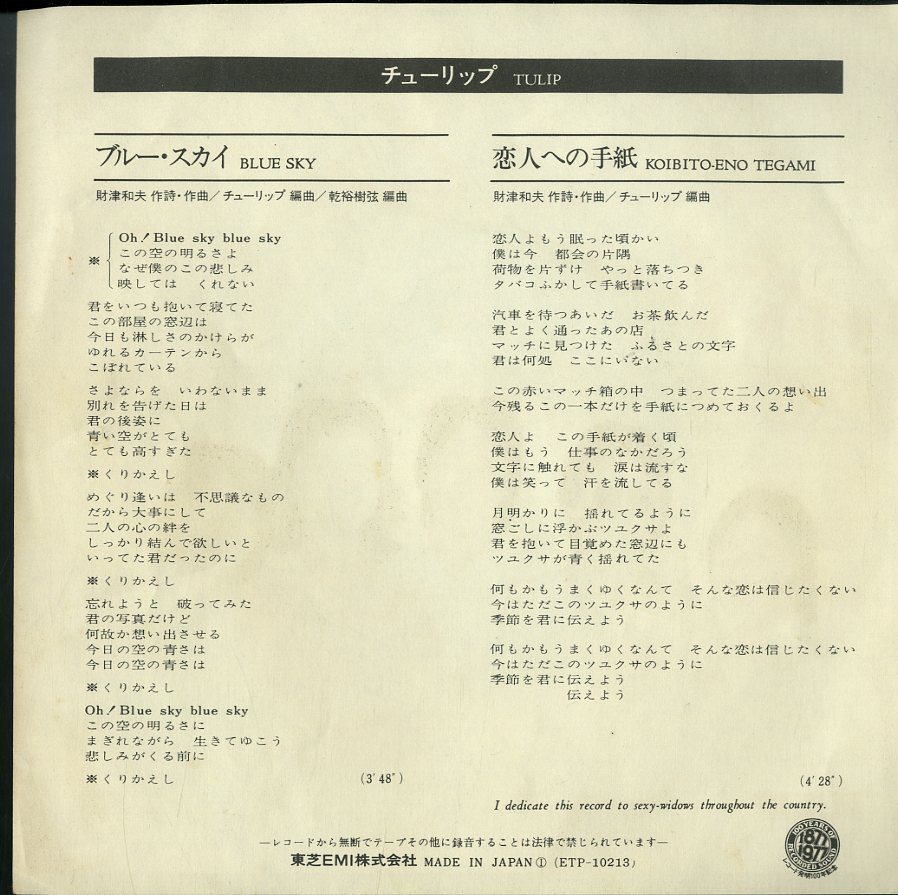 チューリップ TULIP
ブルー・スカイ BLUE SKY
財津和夫 作詩・作曲／チューリップ 編曲／乾裕樹弦 編曲
※ Oh! Blue sky blue sky
この空の明るさよ
なぜ僕のこの悲しみ
映しては くれない
君をいつも抱いて寝てた
この部屋の窓辺は
今日も淋しさのかけらが
ゆれるカーテンから
こぼれている
さよならを いわないまま
別れを告げた日は
君の後姿に
青い空がとても
とても高すぎた
※くりかえし
めぐり逢いは 不思議なもの
だから大事にして
二人の心の絆を
しっかり結んで欲しいと
いってた君だったのに
※くりかえし
忘れようと 破ってみた
君の写真だけど
何故か想い出させる
今日の空の青さは
今日の空の青さは
※くりかえし
Oh! Blue sky blue sky
この空の明るさに
まぎれながら 生きてゆこう
悲しみがくる前に
※くりかえし (3′48″)
恋人への手紙 KOIBITO-ENO TEGAMI
財津和夫 作詩・作曲／チューリップ 編曲
恋人よもう眠った頃かい
僕は今 都会の片隅
荷物を片ずけ やっと落ちつき
タバコふかして手紙書いてる
汽車を待つあいだ お茶飲んだ
君とよく通ったあの店
マッチに見つけた ふるさとの文字
君は何処 ここにいない
この赤いマッチ箱の中 つまってた二人の想い出
今残るこの一本だけを手紙につめておくるよ
恋人よ この手紙が着く頃
僕はもう 仕事のなかだろう
文字に触れても 涙は流すな
僕は笑って 汗を流してる
月明かりに 揺れてるように
窓ごしに浮かぶツユクサよ
君を抱いて目覚めた窓辺にも
ツユクサが青く揺れてた
何もかもうまくゆくなんて そんな恋は信じたくない
今はただこのツユクサのように
季節を君に伝えよう
何もかもうまくゆくなんて そんな恋は信じたくない
今はただこのツユクサのように
季節を君に伝えよう
伝えよう
(4′28″)
I dedicate this record to sexy-widows throughout the country.
—レコードから無断でテープその他に録音することは法律で禁じられています—
東芝EMI株式会社 MADE IN JAPAN Ⓘ (ETP-10213)
100 YEARS OF
1877
1977
RECORDED SOUND
レコード発明100年記念